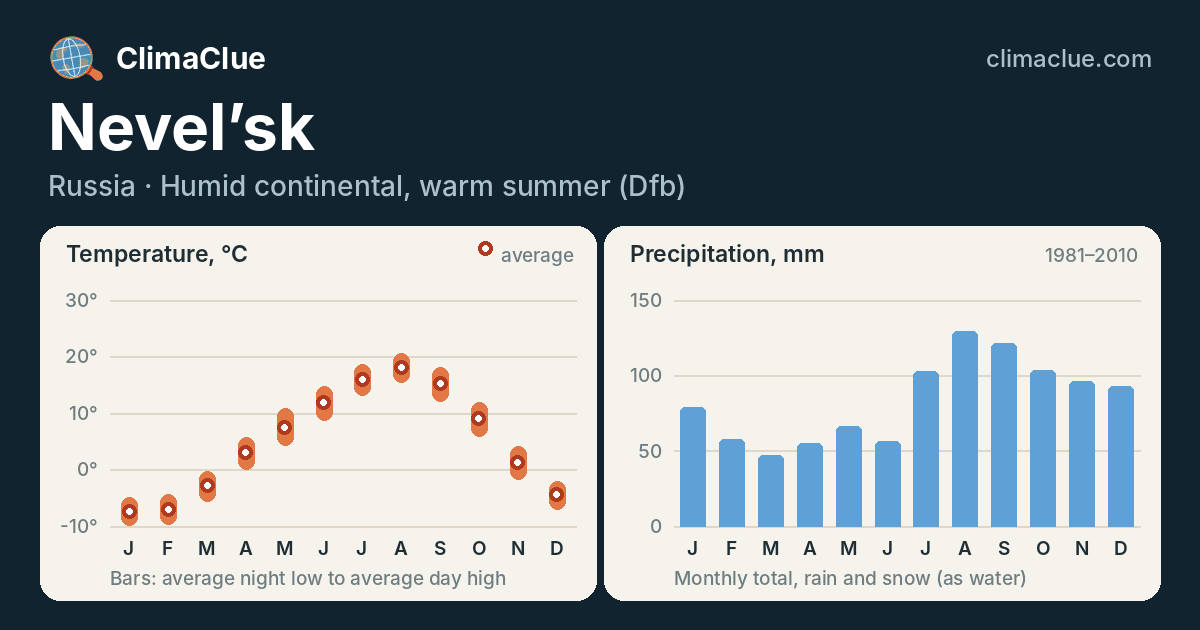 ClimaClue
climaclue.com
Nevel’sk
Russia · Humid continental, warm summer (Dfb)
Temperature, °C
average
30°
20°
10°
0°
-10°
J F M A M J J A S O N D
Bars: average night low to average day high
Precipitation, mm
1981–2010
150
100
50
0
J F M A M J J A S O N D
Monthly total, rain and snow (as water)